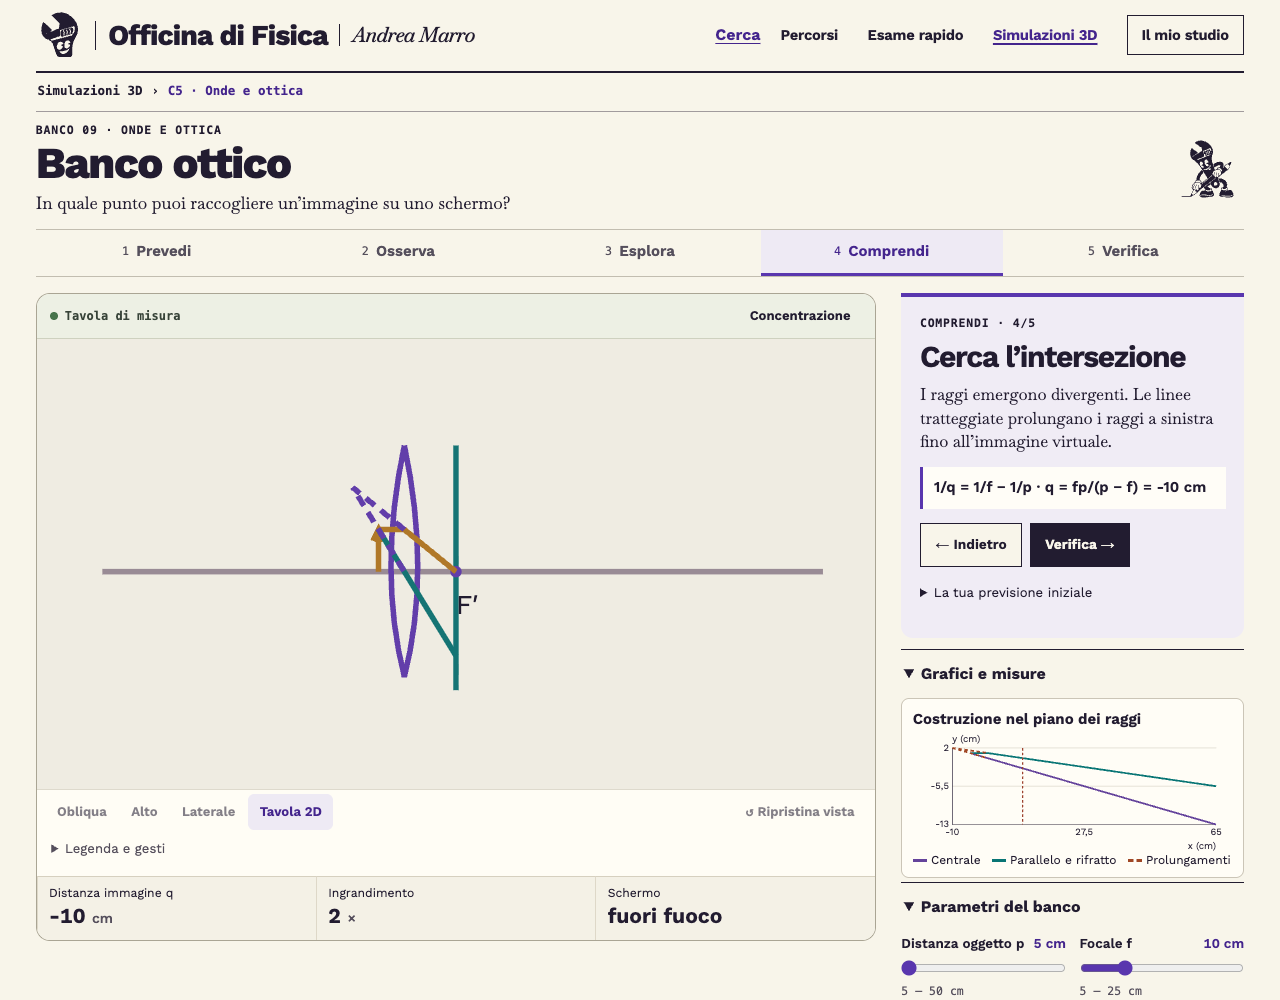 Officina di Fisica
Andrea Marro
Cerca
Percorsi
Esame rapido
Simulazioni 3D
Il mio studio
Simulazioni 3D › C5 · Onde e ottica
BANCO 09 · ONDE E OTTICA
Banco ottico
In quale punto puoi raccogliere un’immagine su uno schermo?
1 Prevedi
2 Osserva
3 Esplora
4 Comprendi
5 Verifica
Tavola di misura
Concentrazione
F′
Obliqua
Alto
Laterale
Tavola 2D
↺ Ripristina vista
▶ Legenda e gesti
Distanza immagine q
-10 cm
Ingrandimento
2 ×
Schermo
fuori fuoco
COMPRENDI · 4/5
Cerca l’intersezione
I raggi emergono divergenti. Le linee
tratteggiate prolungano i raggi a sinistra
fino all’immagine virtuale.
1/q = 1/f − 1/p · q = fp/(p − f) = -10 cm
← Indietro
Verifica →
▶ La tua previsione iniziale
▼ Grafici e misure
Costruzione nel piano dei raggi
y (cm)
2
-5,5
-13
-10
27,5
65
x (cm)
Centrale
Parallelo e rifratto
Prolungamenti
▼ Parametri del banco
Distanza oggetto p 5 cm
Focale f 10 cm
5 — 50 cm
5 — 25 cm